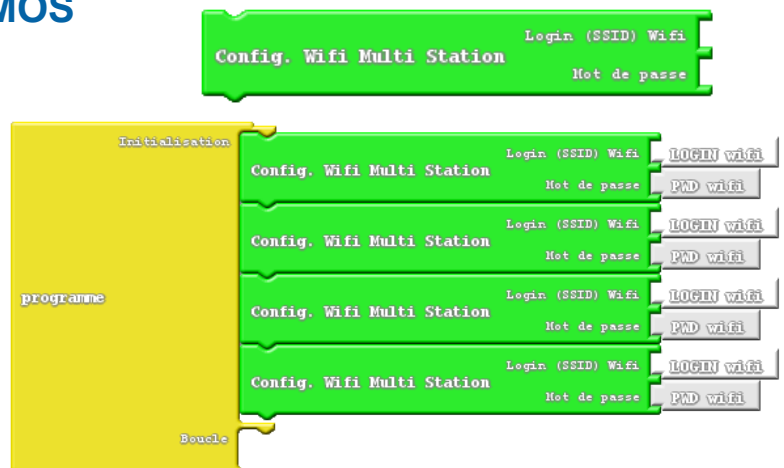 MOS
Login (SSID) Wifi
Config. Wifi Multi Station
Mot de passe
Initialisation
Login (SSID) Wifi
LOGIN wifi
Config. Wifi Multi Station
Mot de passe
PWD wifi
Login (SSID) Wifi
LOGIN wifi
Config. Wifi Multi Station
Mot de passe
PWD wifi
programme
Login (SSID) Wifi
LOGIN wifi
Config. Wifi Multi Station
Mot de passe
PWD wifi
Login (SSID) Wifi
LOGIN wifi
Config. Wifi Multi Station
Mot de passe
PWD wifi
Boucle